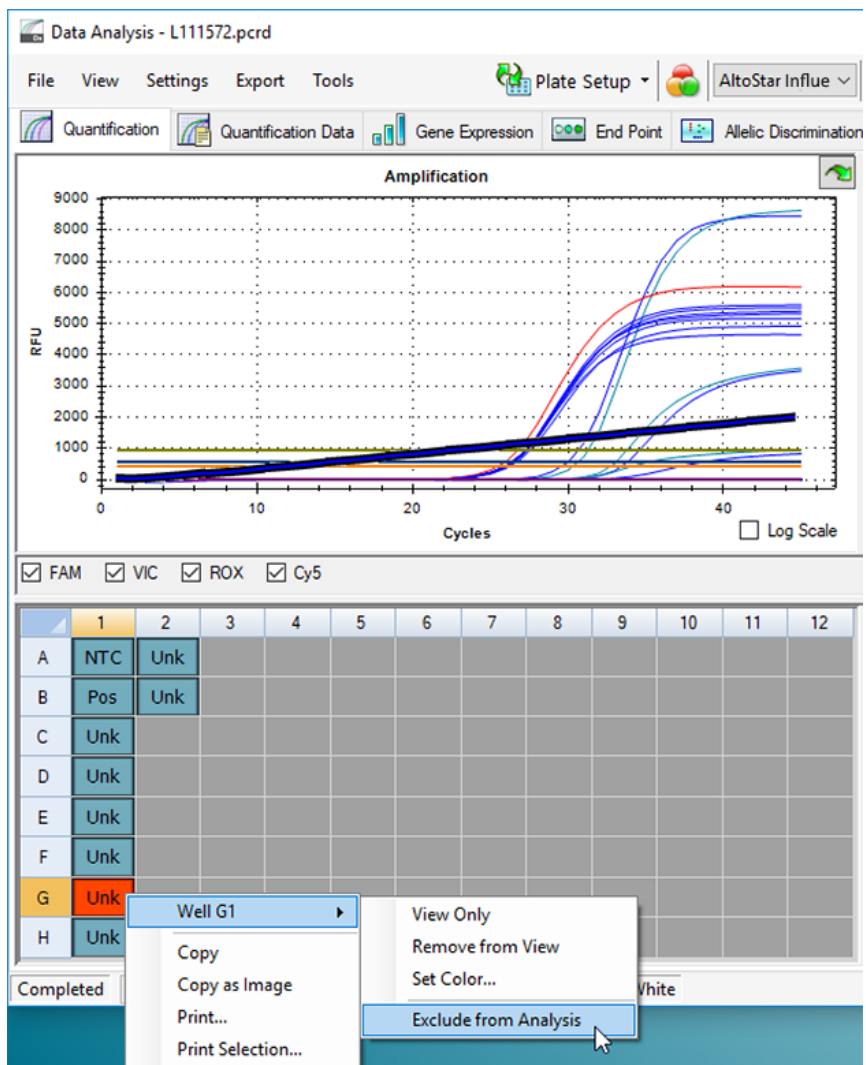 Data Analysis - L111572.pcrd
File View Settings Export Tools Plate Setup AltoStar Influe
Quantification Quantification Data Gene Expression End Point Allelic Discrimination
Amplification
9000
8000
7000
6000
5000
4000
3000
2000
1000
0
RFU
0 10 20 30 40
Cycles
Log Scale
FAM VIC ROX Cy5
1 2 3 4 5 6 7 8 9 10 11 12
A NTC Unk
B Pos Unk
C Unk
D Unk
E Unk
F Unk
G Unk
H Unk
Well G1
Copy
Copy as Image
Print...
Print Selection...
View Only
Remove from View
Set Color...
Exclude from Analysis
Completed